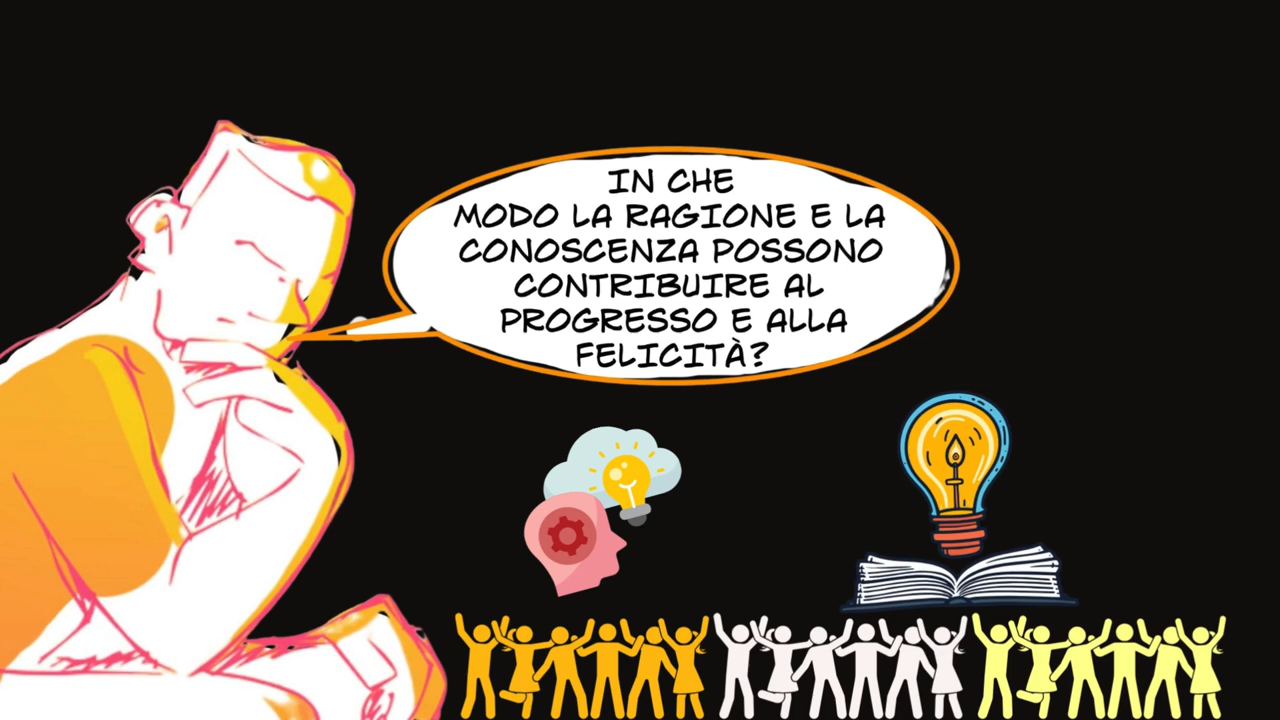 IN CHE
MODO LA RAGIONE E LA
CONOSCENZA POSSONO
CONTRIBUIRE AL
PROGRESSO E ALLA
FELICITÀ?